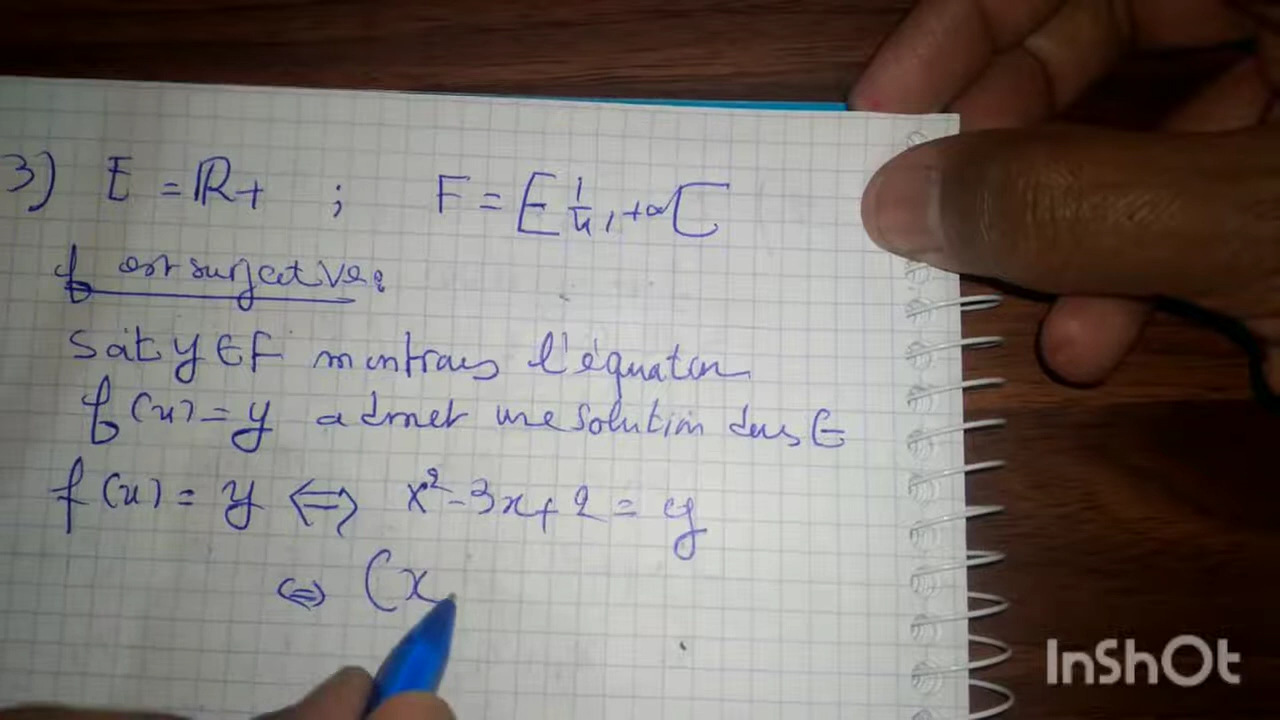 3) E = ℝ+ ; F = [1/4, +∞[
f est surjective:
Soit y ∈ F montrons l'équation
f(x) = y admet une solution dans E
f(x) = y ⟺ x² - 3x + 2 = y
⟺ (x
InShOt